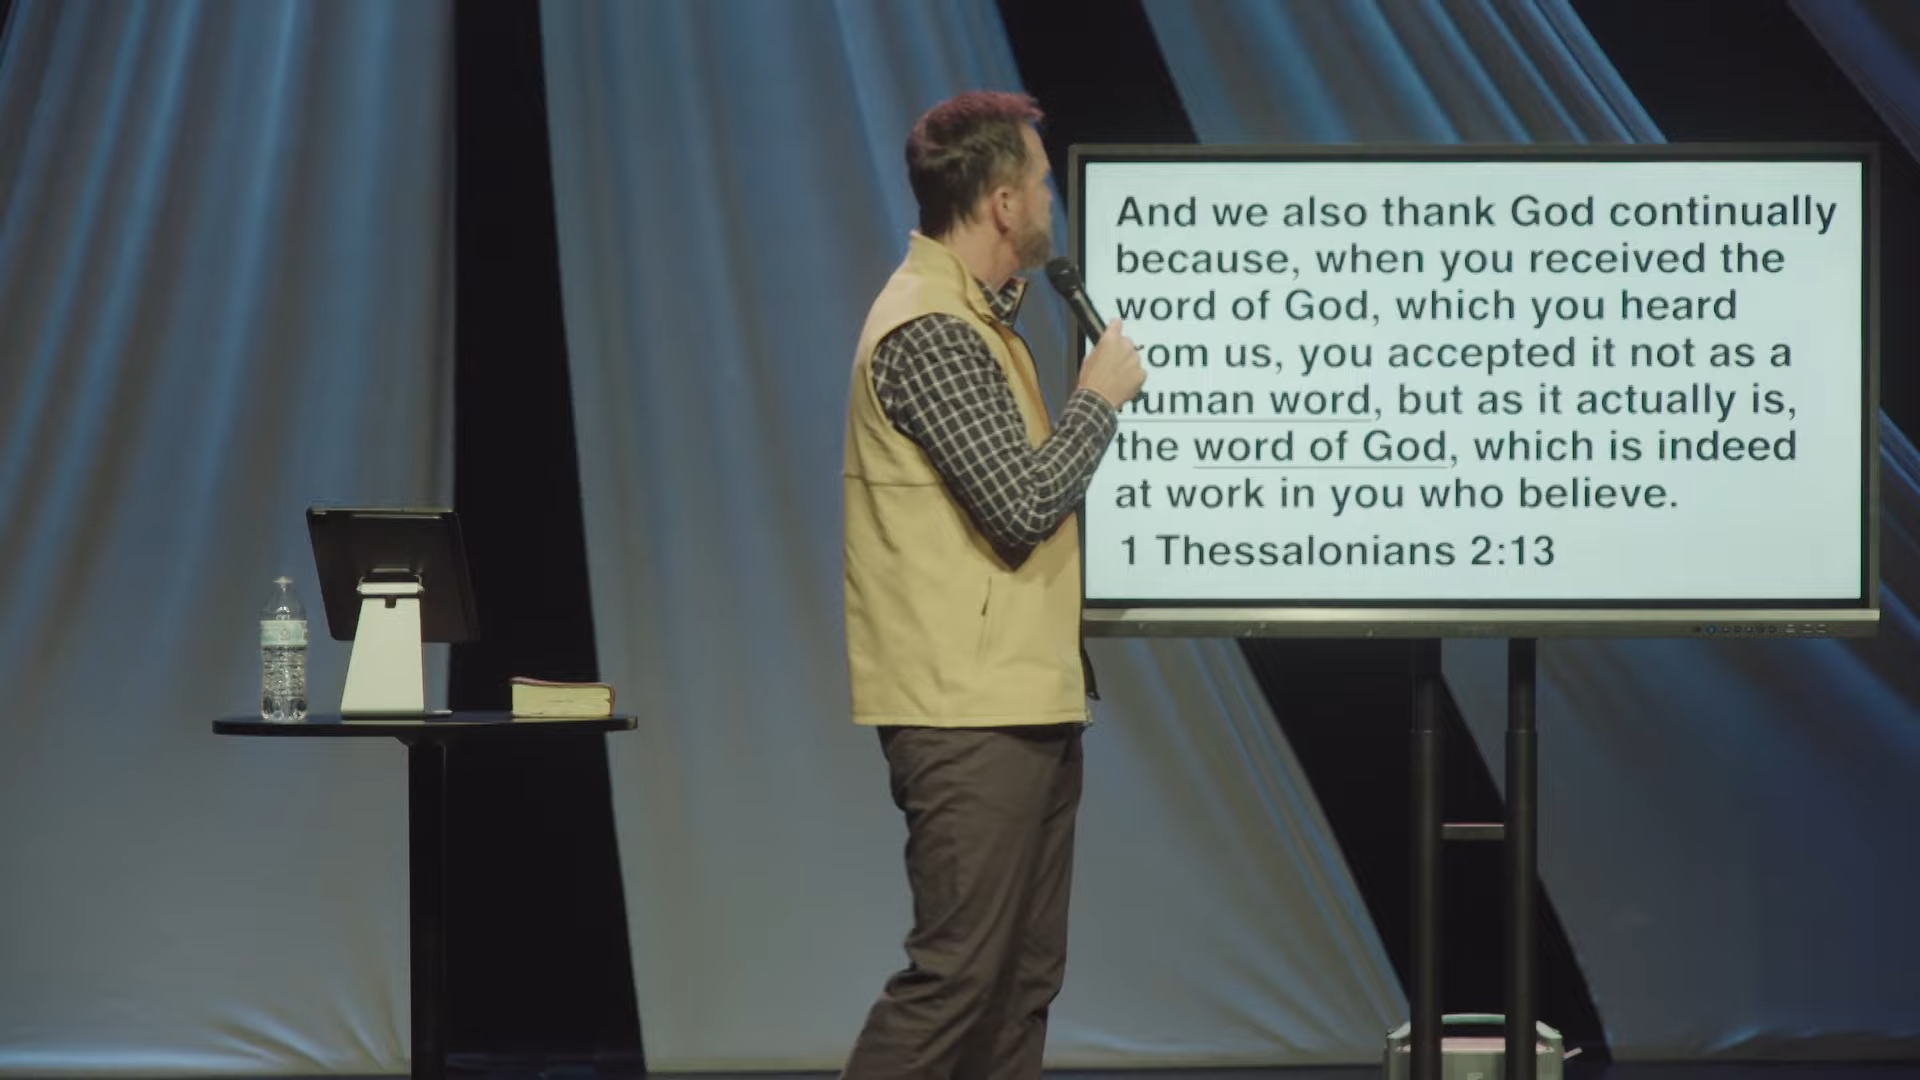 And we also thank God continually
because, when you received the
word of God, which you heard
from us, you accepted it not as a
human word, but as it actually is,
the word of God, which is indeed
at work in you who believe.
1 Thessalonians 2:13